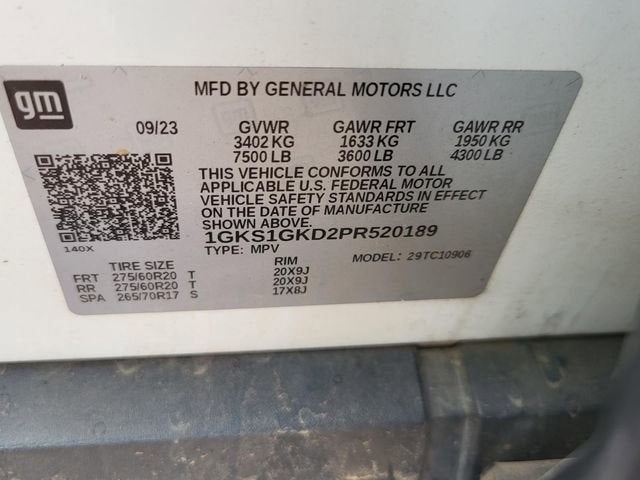 gm
MFD BY GENERAL MOTORS LLC
09/23 GVWR GAWR FRT GAWR RR
3402 KG 1633 KG 1950 KG
7500 LB 3600 LB 4300 LB
THIS VEHICLE CONFORMS TO ALL
APPLICABLE U.S. FEDERAL MOTOR
VEHICLE SAFETY STANDARDS IN EFFECT
ON THE DATE OF MANUFACTURE
SHOWN ABOVE.
1GKS1GKD2PR520189
140X
TYPE: MPV MODEL: 29TC10906
TIRE SIZE RIM
FRT 275/60R20 T 20X9J
RR 275/60R20 T 20X9J
SPA 265/70R17 S 17X8J